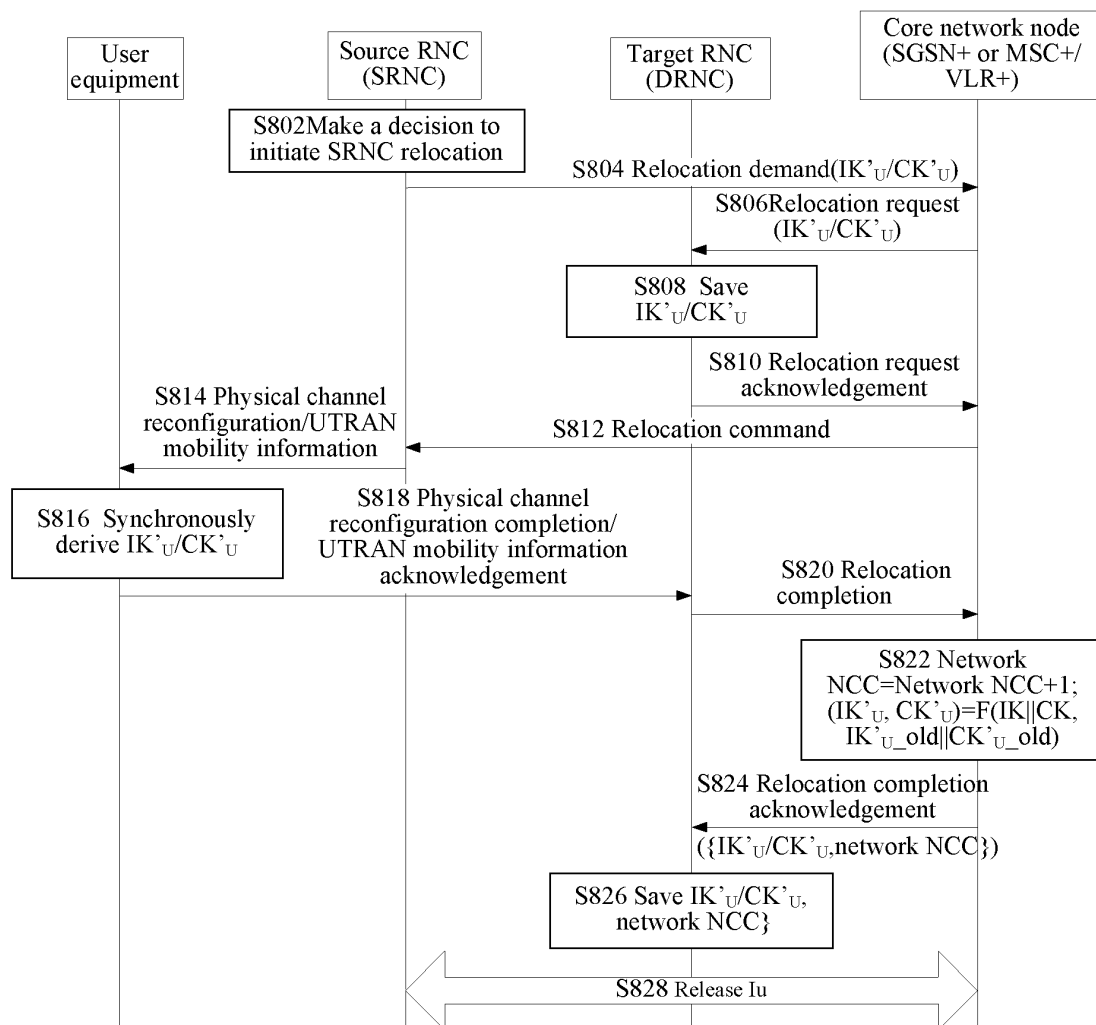 User
equipment
Source RNC
(SRNC)
Target RNC
(DRNC)
Core network node
(SGSN+ or MSC+/
VLR+)
S802Make a decision to
initiate SRNC relocation
S804 Relocation demand(IK’U/CK’U)
S806Relocation request
(IK’U/CK’U)
S808 Save
IK’U/CK’U
S810 Relocation request
acknowledgement
S812 Relocation command
S814 Physical channel
reconfiguration/UTRAN
mobility information
S816 Synchronously
derive IK’U/CK’U
S818 Physical channel
reconfiguration completion/
UTRAN mobility information
acknowledgement
S820 Relocation
completion
S822 Network
NCC=Network NCC+1;
(IK’U, CK’U)=F(IK||CK,
IK’U_old||CK’U_old)
S824 Relocation completion
acknowledgement
({IK’U/CK’U,network NCC})
S826 Save IK’U/CK’U,
network NCC}
S828 Release Iu